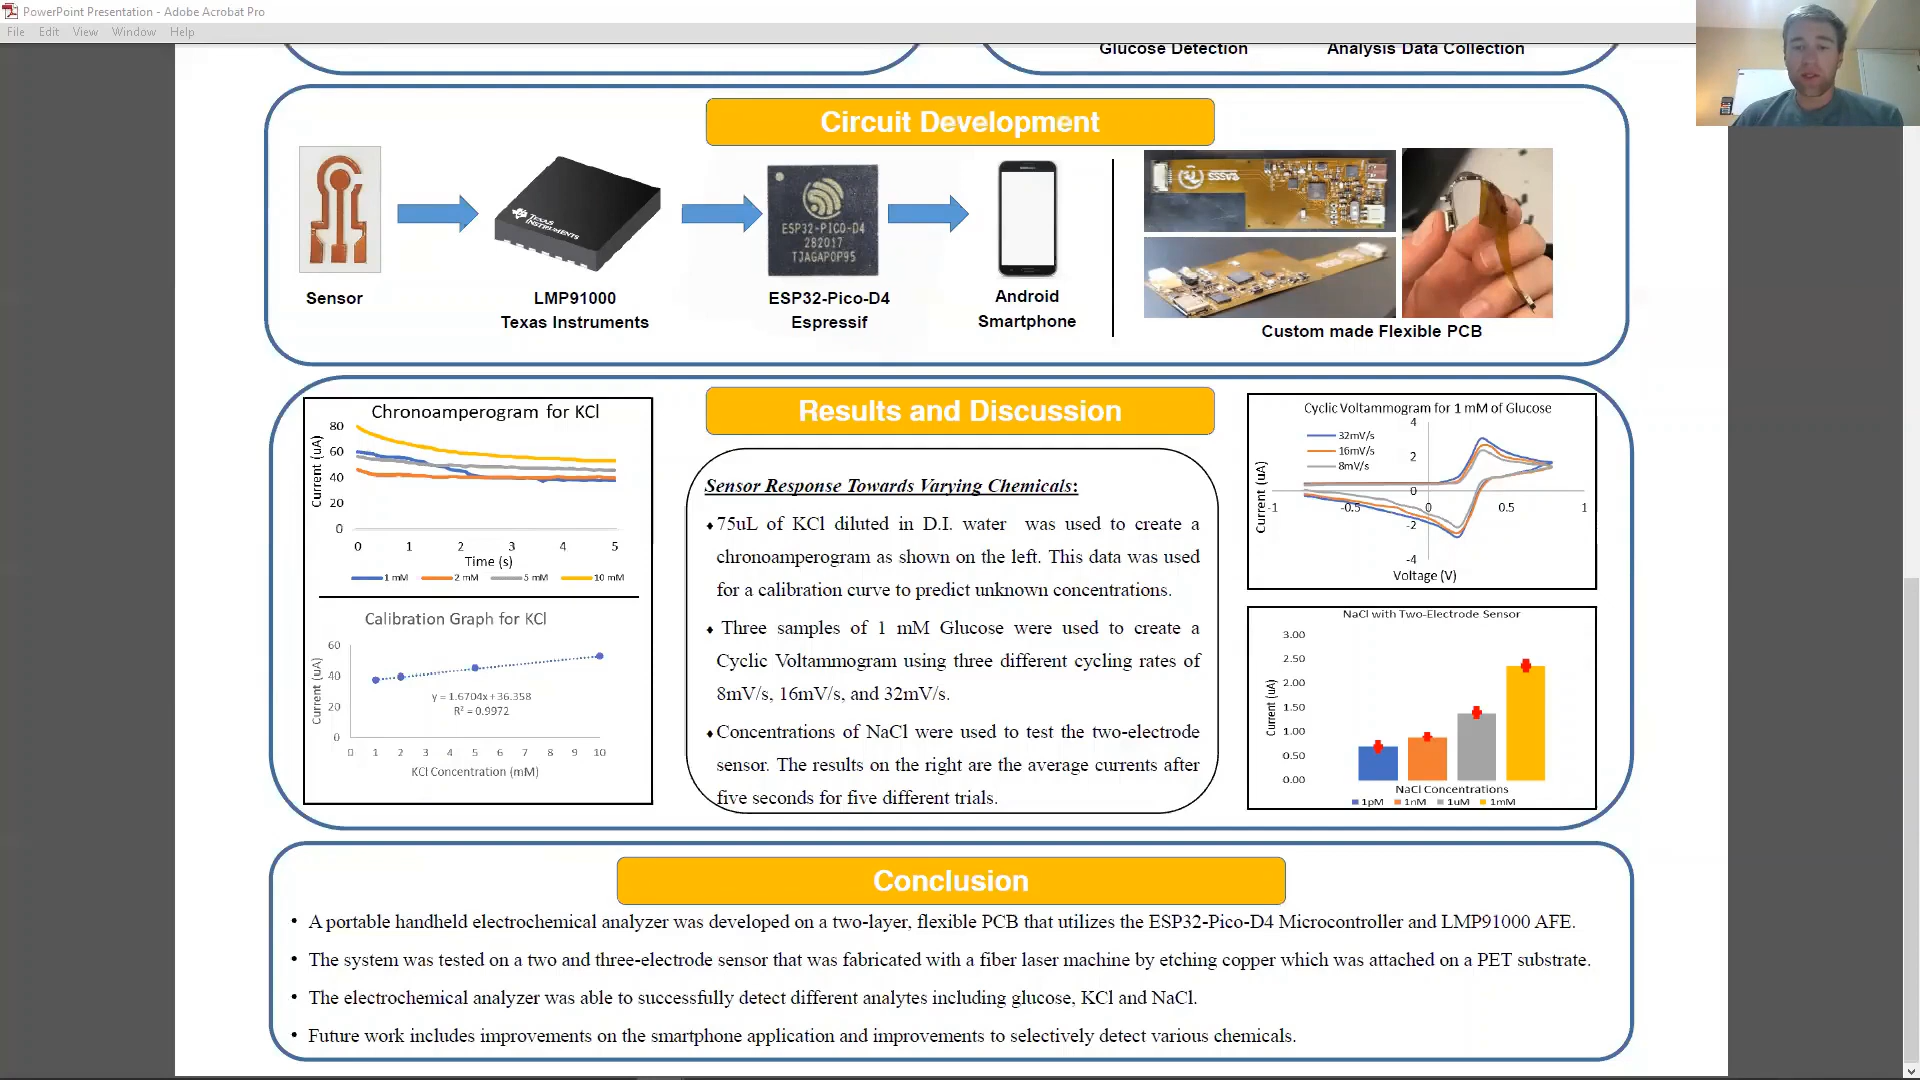 PowerPoint Presentation - Adobe Acrobat Pro
File Edit View Window Help
Glucose Detection
Analysis Data Collection
Circuit Development
TEXAS INSTRUMENTS
ESP32-PICO-D4
282017
TJAGAPOP95
Sensor
LMP91000
Texas Instruments
ESP32-Pico-D4
Espressif
Android
Smartphone
Custom made Flexible PCB
Results and Discussion
Chronoamperogram for KCl
Current (uA)
80
60
40
20
0
0 1 2 3 4 5
Time (s)
1 mM 2 mM 5 mM 10 mM
Calibration Graph for KCl
Current (uA)
60
40
20
0
y = 1.6704x + 36.358
R² = 0.9972
0 1 2 3 4 5 6 7 8 9 10
KCl Concentration (mM)
Sensor Response Towards Varying Chemicals:
⬧75uL of KCl diluted in D.I. water was used to create a
chronoamperogram as shown on the left. This data was used
for a calibration curve to predict unknown concentrations.
⬧ Three samples of 1 mM Glucose were used to create a
Cyclic Voltammogram using three different cycling rates of
8mV/s, 16mV/s, and 32mV/s.
⬧Concentrations of NaCl were used to test the two-electrode
sensor. The results on the right are the average currents after
five seconds for five different trials.
Cyclic Voltammogram for 1 mM of Glucose
32mV/s
16mV/s
8mV/s
Current (uA)
4
2
0
-2
-4
-1 -0.5 0 0.5 1
Voltage (V)
NaCl with Two-Electrode Sensor
Current (uA)
3.00
2.50
2.00
1.50
1.00
0.50
0.00
NaCl Concentrations
1pM 1nM 1uM 1mM
Conclusion
• A portable handheld electrochemical analyzer was developed on a two-layer, flexible PCB that utilizes the ESP32-Pico-D4 Microcontroller and LMP91000 AFE.
• The system was tested on a two and three-electrode sensor that was fabricated with a fiber laser machine by etching copper which was attached on a PET substrate.
• The electrochemical analyzer was able to successfully detect different analytes including glucose, KCl and NaCl.
• Future work includes improvements on the smartphone application and improvements to selectively detect various chemicals.